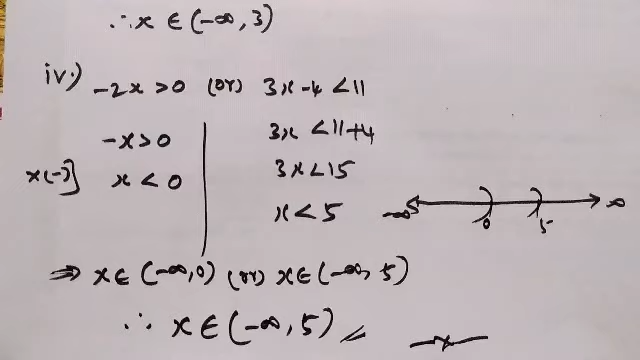 ∴ x ∈ (-∞, 3)
iv.) -2x > 0 (or) 3x - 4 < 11
-x > 0 3x < 11 + 4
x(-)] x < 0 3x < 15
x < 5
-∞ 0 5 ∞
⇒ x ∈ (-∞, 0) (or) x ∈ (-∞, 5)
∴ x ∈ (-∞, 5)